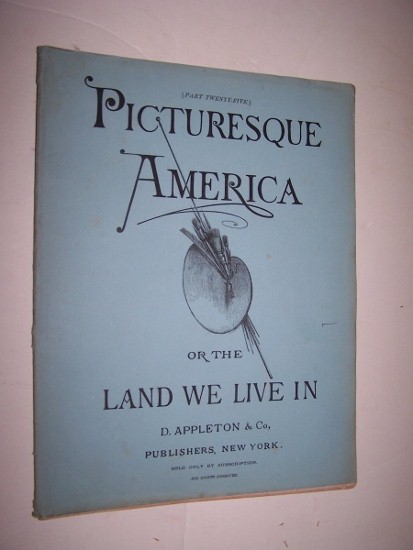 [PART TWENTY-FIVE.]
PICTURESQUE
AMERICA
OR THE
LAND WE LIVE IN
D. APPLETON & Co,
PUBLISHERS, NEW YORK.
SOLD ONLY BY SUBSCRIPTION.